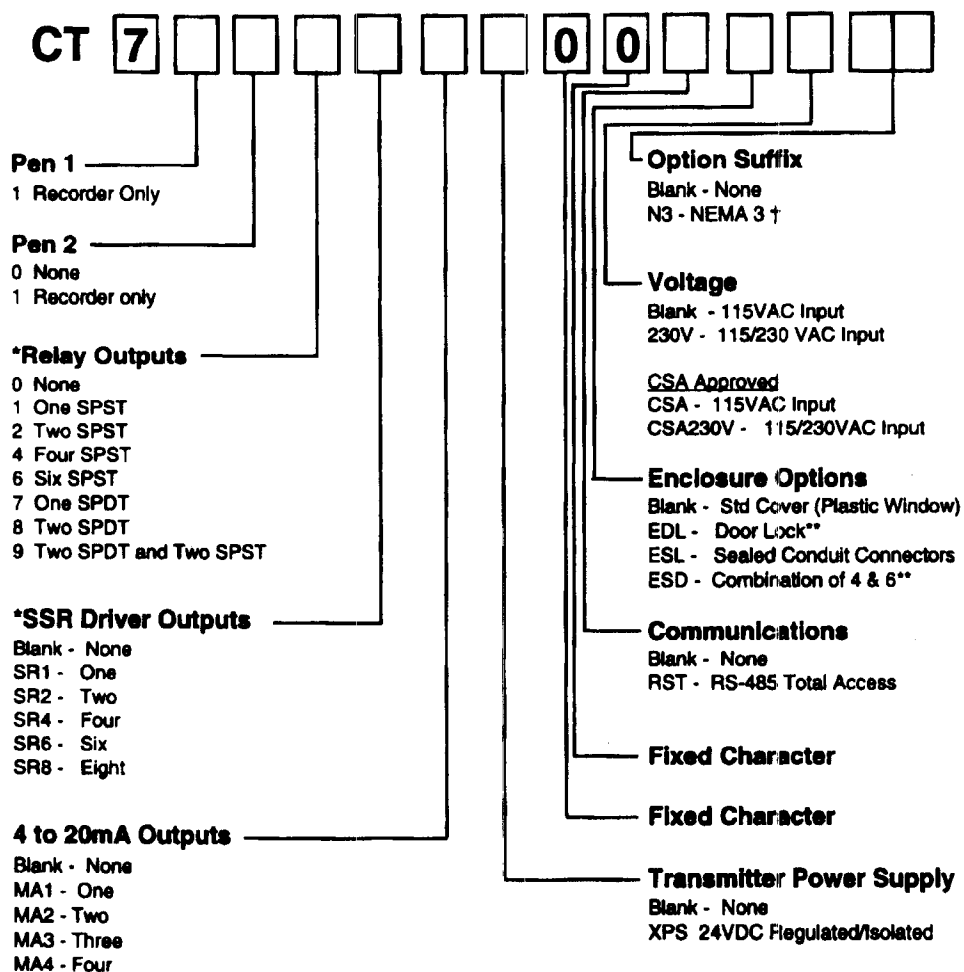 CT 7 0 0
Pen 1
1 Recorder Only
Pen 2
0 None
1 Recorder only
*Relay Outputs
0 None
1 One SPST
2 Two SPST
4 Four SPST
6 Six SPST
7 One SPDT
8 Two SPDT
9 Two SPDT and Two SPST
*SSR Driver Outputs
Blank - None
SR1 - One
SR2 - Two
SR4 - Four
SR6 - Six
SR8 - Eight
4 to 20mA Outputs
Blank - None
MA1 - One
MA2 - Two
MA3 - Three
MA4 - Four
Option Suffix
Blank - None
N3 - NEMA 3 †
Voltage
Blank - 115VAC Input
230V - 115/230 VAC Input
CSA Approved
CSA - 115VAC Input
CSA230V - 115/230VAC Input
Enclosure Options
Blank - Std Cover (Plastic Window)
EDL - Door Lock**
ESL - Sealed Conduit Connectors
ESD - Combination of 4 & 6**
Communications
Blank - None
RST - RS-485 Total Access
Fixed Character
Fixed Character
Transmitter Power Supply
Blank - None
XPS 24VDC Regulated/Isolated